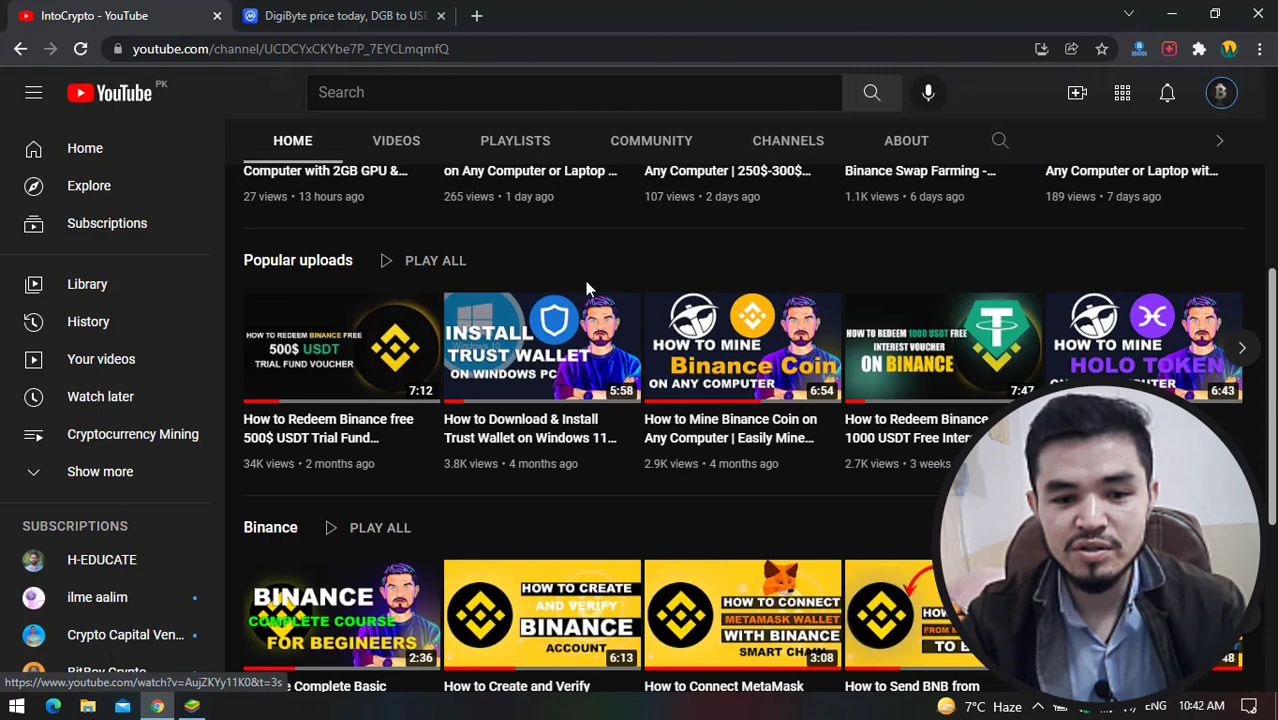 IntoCrypto - YouTube
DigiByte price today, DGB to USD
youtube.com/channel/UCDCYxCKYbe7P_7EYCLmqmfQ
YouTube PK
Search
Home
Explore
Subscriptions
Library
History
Your videos
Watch later
Cryptocurrency Mining
Show more
SUBSCRIPTIONS
H-EDUCATE
ilme aalim
Crypto Capital Ven...
BitBoy Crypto
HOME VIDEOS PLAYLISTS COMMUNITY CHANNELS ABOUT
Computer with 2GB GPU &...
27 views • 13 hours ago
on Any Computer or Laptop ...
265 views • 1 day ago
Any Computer | 250$-300$...
107 views • 2 days ago
Binance Swap Farming -...
1.1K views • 6 days ago
Any Computer or Laptop wit...
189 views • 7 days ago
Popular uploads PLAY ALL
HOW TO REDEEM BINANCE FREE
500$ USDT
TRIAL FUND VOUCHER
7:12
How to Redeem Binance free
500$ USDT Trial Fund...
34K views • 2 months ago
Windows 10
INSTALL
TRUST WALLET
ON WINDOWS PC
5:58
How to Download & Install
Trust Wallet on Windows 11...
3.8K views • 4 months ago
HOW TO MINE
Binance Coin
ON ANY COMPUTER
6:54
How to Mine Binance Coin on
Any Computer | Easily Mine...
2.9K views • 4 months ago
HOW TO REDEEM 1000 USDT FREE
INTEREST VOUCHER
ON BINANCE
7:47
How to Redeem Binance
1000 USDT Free Inter
2.7K views • 3 weeks
HOW TO MINE
HOLO TOKEN
ON ANY COMPUTER
6:43
Binance PLAY ALL
BINANCE
COMPLETE COURSE
FOR BEGINEERS
2:36
Complete Basic
HOW TO CREATE
AND VERIFY
BINANCE
ACCOUNT
6:13
How to Create and Verify
HOW TO CONNECT
METAMASK WALLET
WITH BINANCE
SMART CHAIN
3:08
How to Connect MetaMask
FROM
How to Send BNB from
48
https://www.youtube.com/watch?v=AujZKYy11K0&t=3s
7°C Haze
ENG
10:42 AM